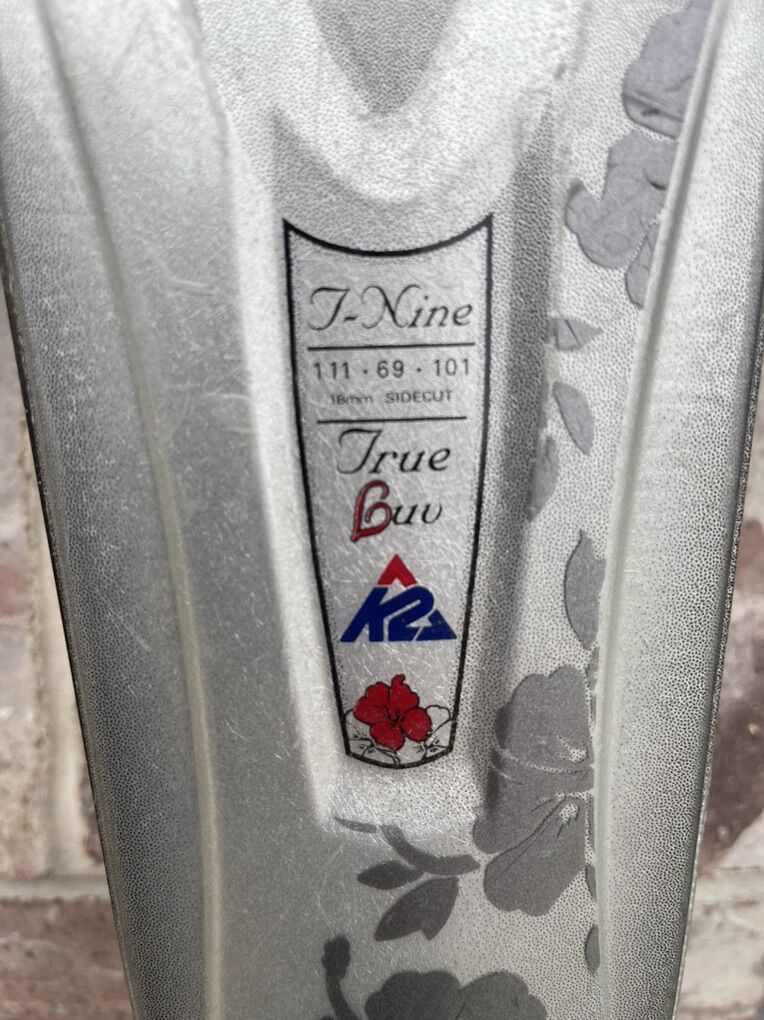 T-Nine
111 · 69 · 101
18mm SIDECUT
True
Luv
K2